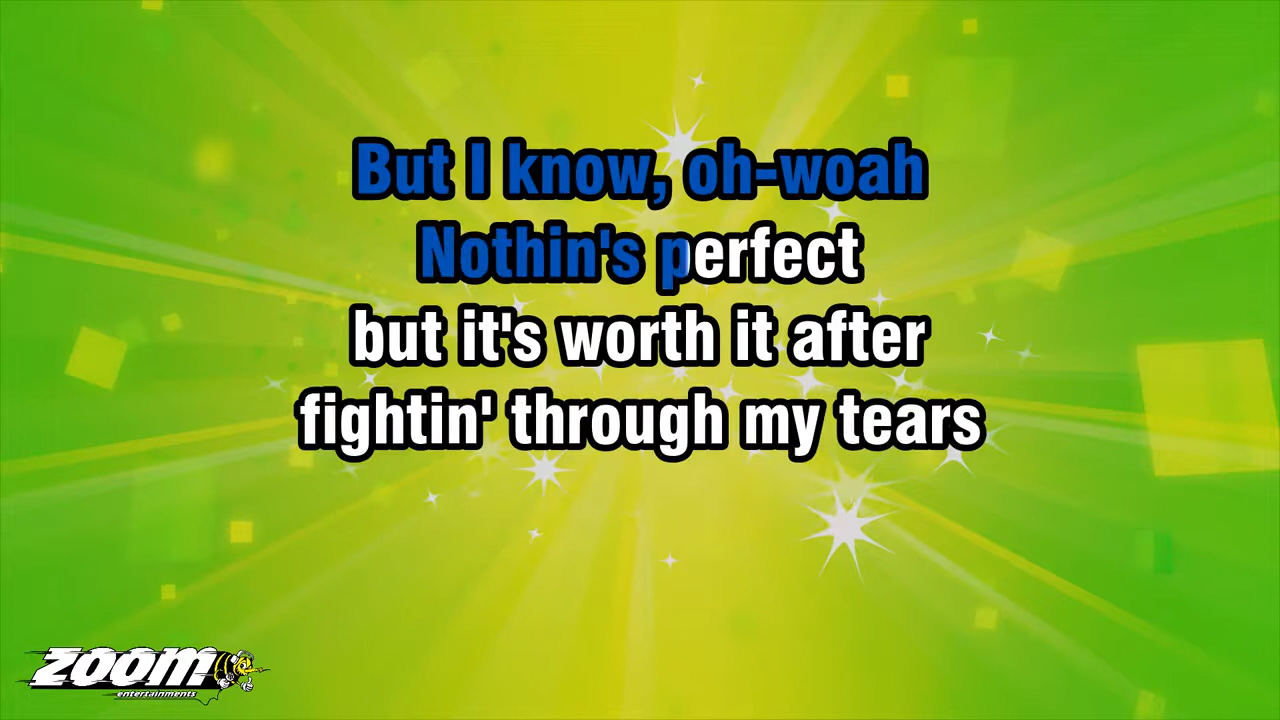 But I know, oh-woah
Nothin's perfect
but it's worth it after
fightin' through my tears
zoom
entertainments